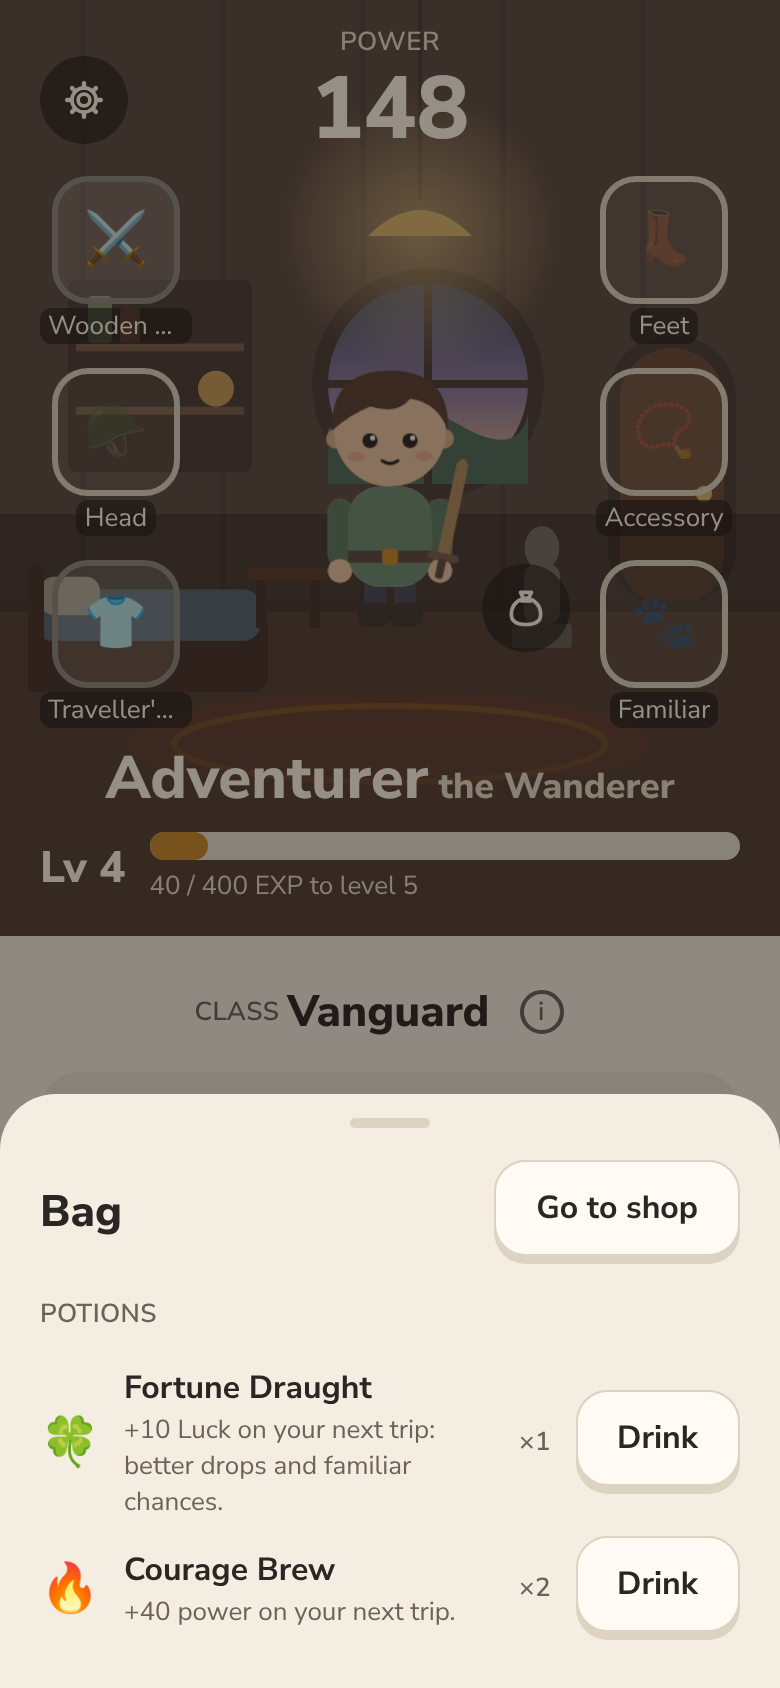 POWER
148
Wooden ...
Feet
Head
Accessory
Traveller'...
Familiar
Adventurer the Wanderer
Lv 4
40 / 400 EXP to level 5
CLASS Vanguard i
Bag
Go to shop
POTIONS
Fortune Draught
+10 Luck on your next trip:
better drops and familiar
chances.
×1
Drink
Courage Brew
+40 power on your next trip.
×2
Drink